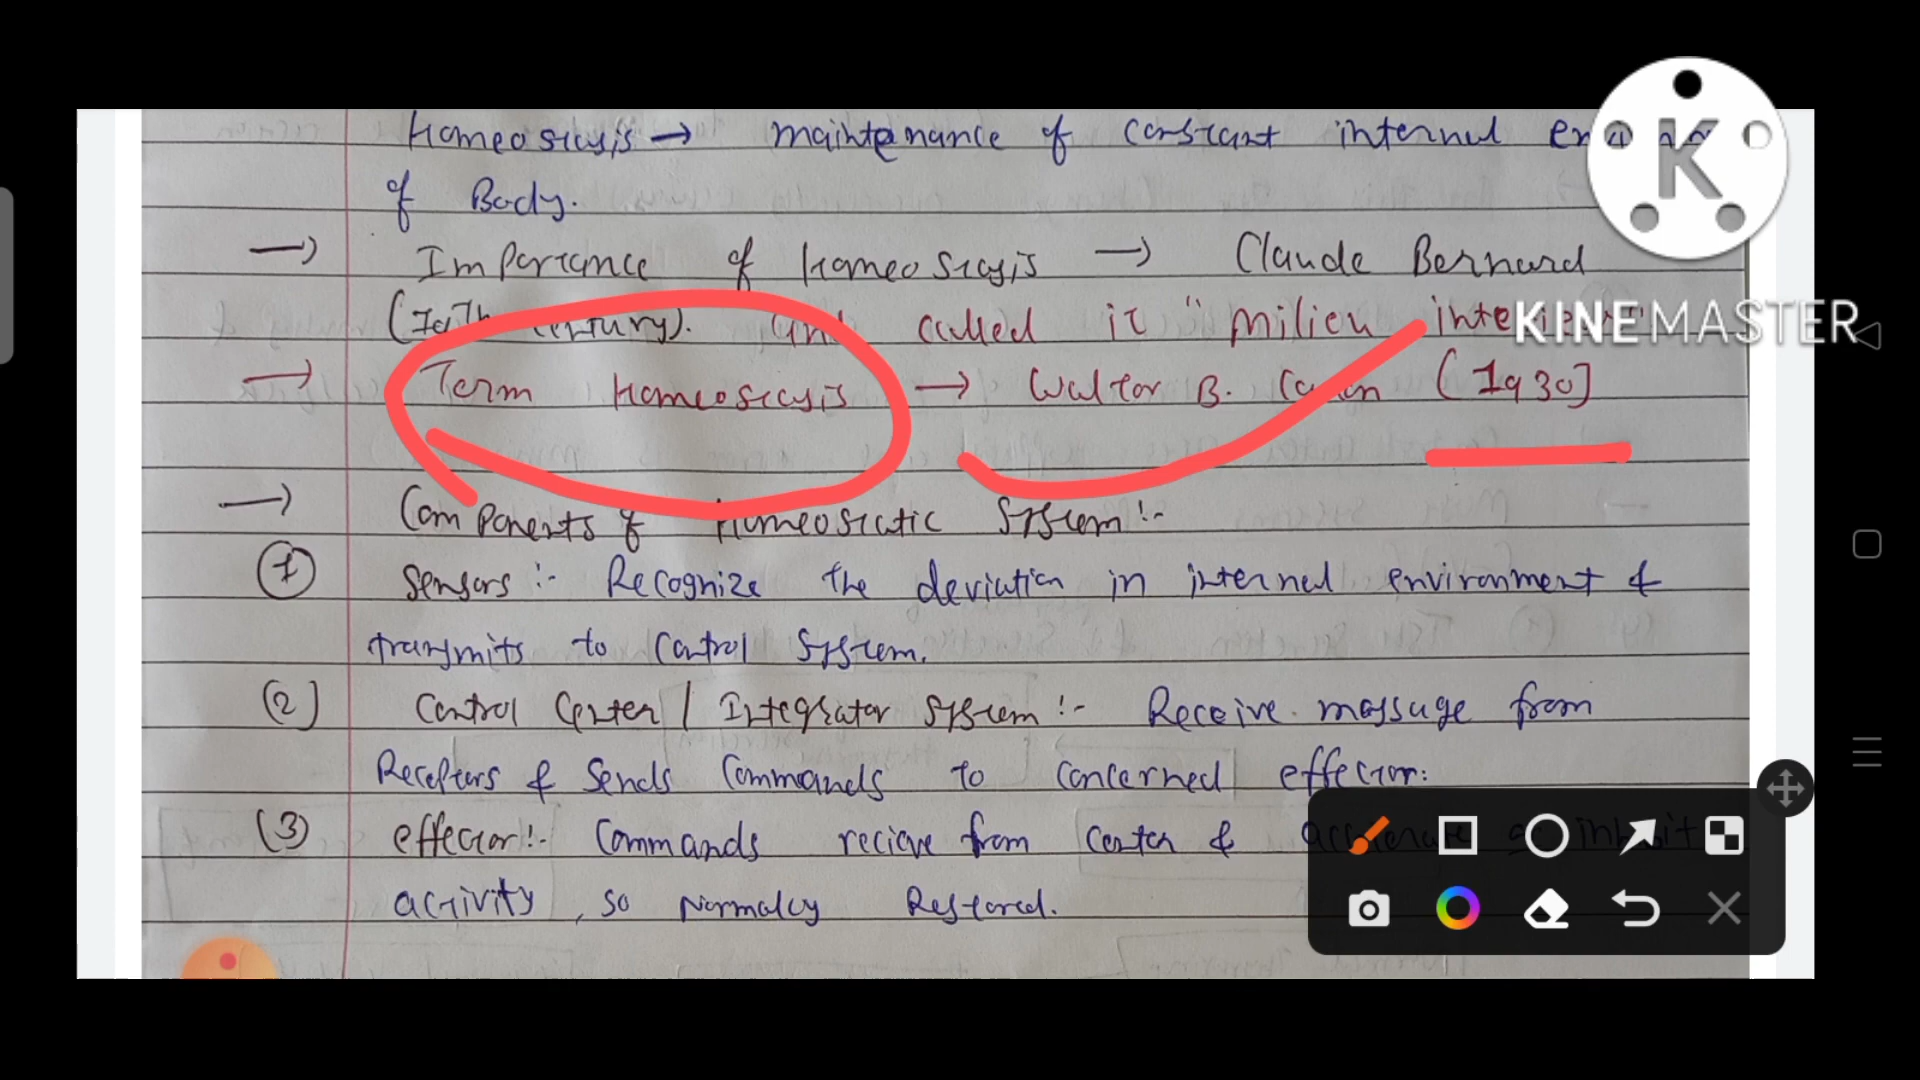 Homeostasis → maintenance of constant internal
of Body.
→ Importance of Homeostasis → Claude Bernard
century). and called it "milieu
→ Term Homeostasis → Walter B. Canon (1930]
→ Components of Homeostatic System :-
(1) Sensors :- Recognize the deviation in internal environment &
transmits to Control System.
(2) Control Center / Integrator System :- Receive message from
Receptors & Sends Commands to Concerned effector.
(3) effector :- Commands recieve from Center &
activity, so Normalcy Restored.
K
KINEMASTER